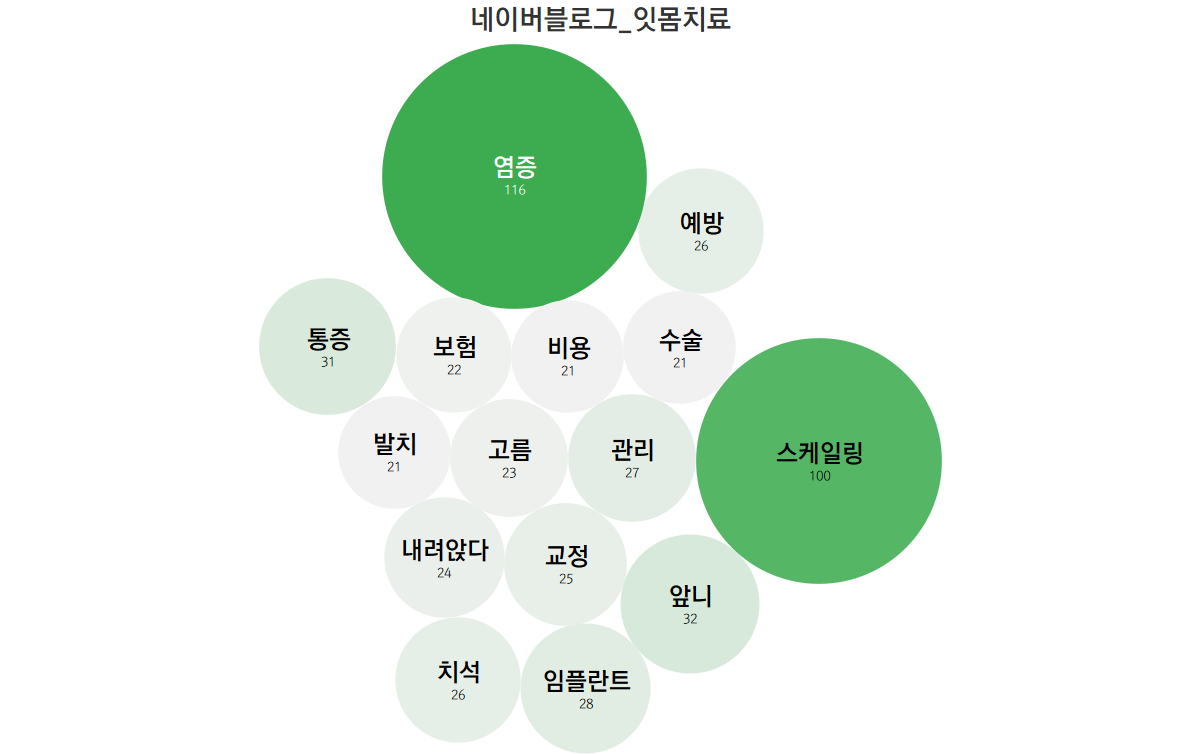 네이버블로그_잇몸치료
염증
116
예방
26
통증
31
보험
22
비용
21
수술
21
발치
21
고름
23
관리
27
스케일링
100
내려앉다
24
교정
25
앞니
32
치석
26
임플란트
28